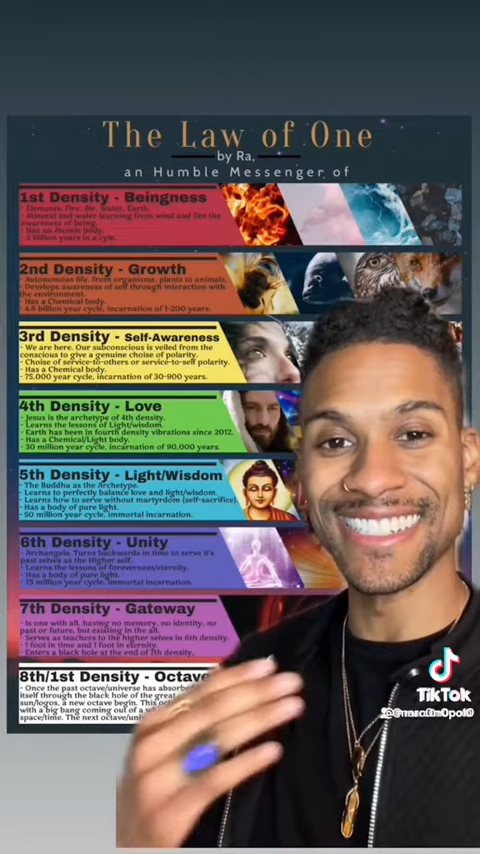 The Law of One
by Ra,
an Humble Messenger of
1st Density - Beingness
· Elements. Fire, Air, Water, Earth.
· Mineral and water learning from wind and fire the
awareness of being.
· Has an Atomic body.
· 2 Billion years in a cyle.
2nd Density - Growth
· Autonomous life, from organisms, plants to animals.
· Develops awareness of self through interaction with
the environment.
· Has a Chemical body.
· 4.6 billion year cycle, incarnation of 1-200 years.
3rd Density - Self-Awareness
· We are here. Our subconscious is veiled from the
conscious to give a genuine choise of polarity.
· Choise of service-to-others or service-to-self polarity.
· Has a Chemical body.
· 75,000 year cycle, incarnation of 30-900 years.
4th Density - Love
· Jesus is the archetype of 4th density.
· Learns the lessons of Light/wisdom.
· Earth has been in fourth density vibrations since 2012.
· Has a Chemical/Light body.
· 30 million year cycle, incarnation of 90,000 years.
5th Density - Light/Wisdom
· The Buddha as the Archetype.
· Learns to perfectly balance love and light/wisdom.
· Learns how to serve without martyrdom (self-sacrifice)
· Has a body of pure light.
· 50 million year cycle, immortal incarnation.
6th Density - Unity
· Archangels. Turns backwards in time to serve it's
past selves as the Higher self.
· Learns the lessons of foreverness/eternity.
· Has a body of pure light.
· 75 million year cycle, immortal incarnation.
7th Density - Gateway
· Is one with all, having no memory, no identity, no
past or future, but existing in the all.
· Serves as teachers to the higher selves in 6th density.
· 1 foot in time and 1 foot in eternity.
· Enters a black hole at the end of 7th density.
8th/1st Density - Octave
· Once the past octave/universe has absorb
itself through the black hole of the great
sun/logos, a new octave begin. This oc
with a big bang coming out of a w
space/time. The next octave/uni
TikTok